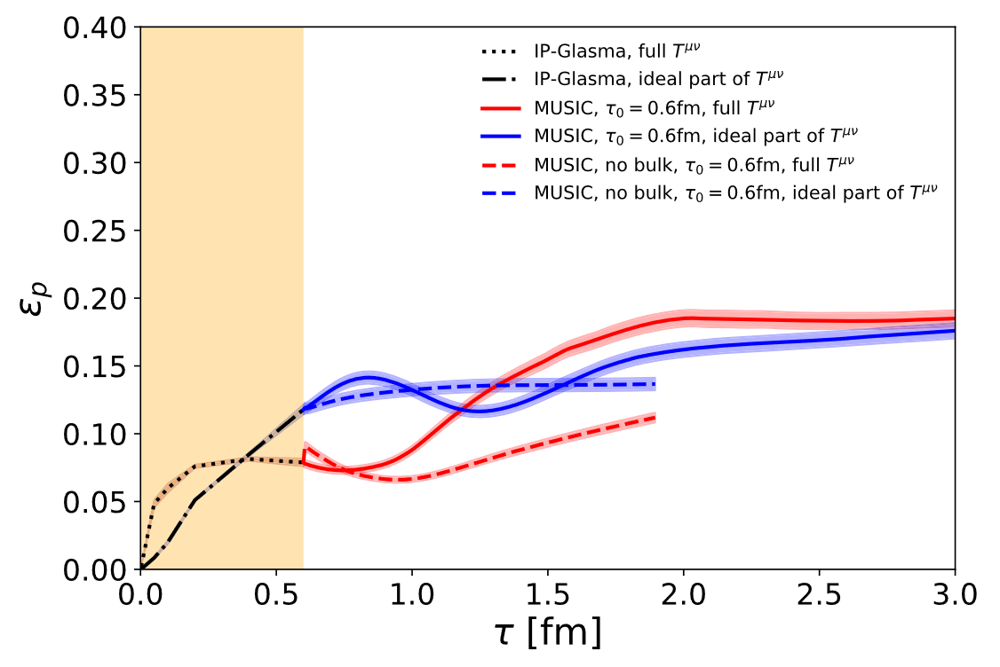 0.40
0.35
0.30
0.25
0.20
0.15
0.10
0.05
0.00
εₚ
IP-Glasma, full T^{μν}
IP-Glasma, ideal part of T^{μν}
MUSIC, τ₀ = 0.6fm, full T^{μν}
MUSIC, τ₀ = 0.6fm, ideal part of T^{μν}
MUSIC, no bulk, τ₀ = 0.6fm, full T^{μν}
MUSIC, no bulk, τ₀ = 0.6fm, ideal part of T^{μν}
0.0 0.5 1.0 1.5 2.0 2.5 3.0
τ [fm]